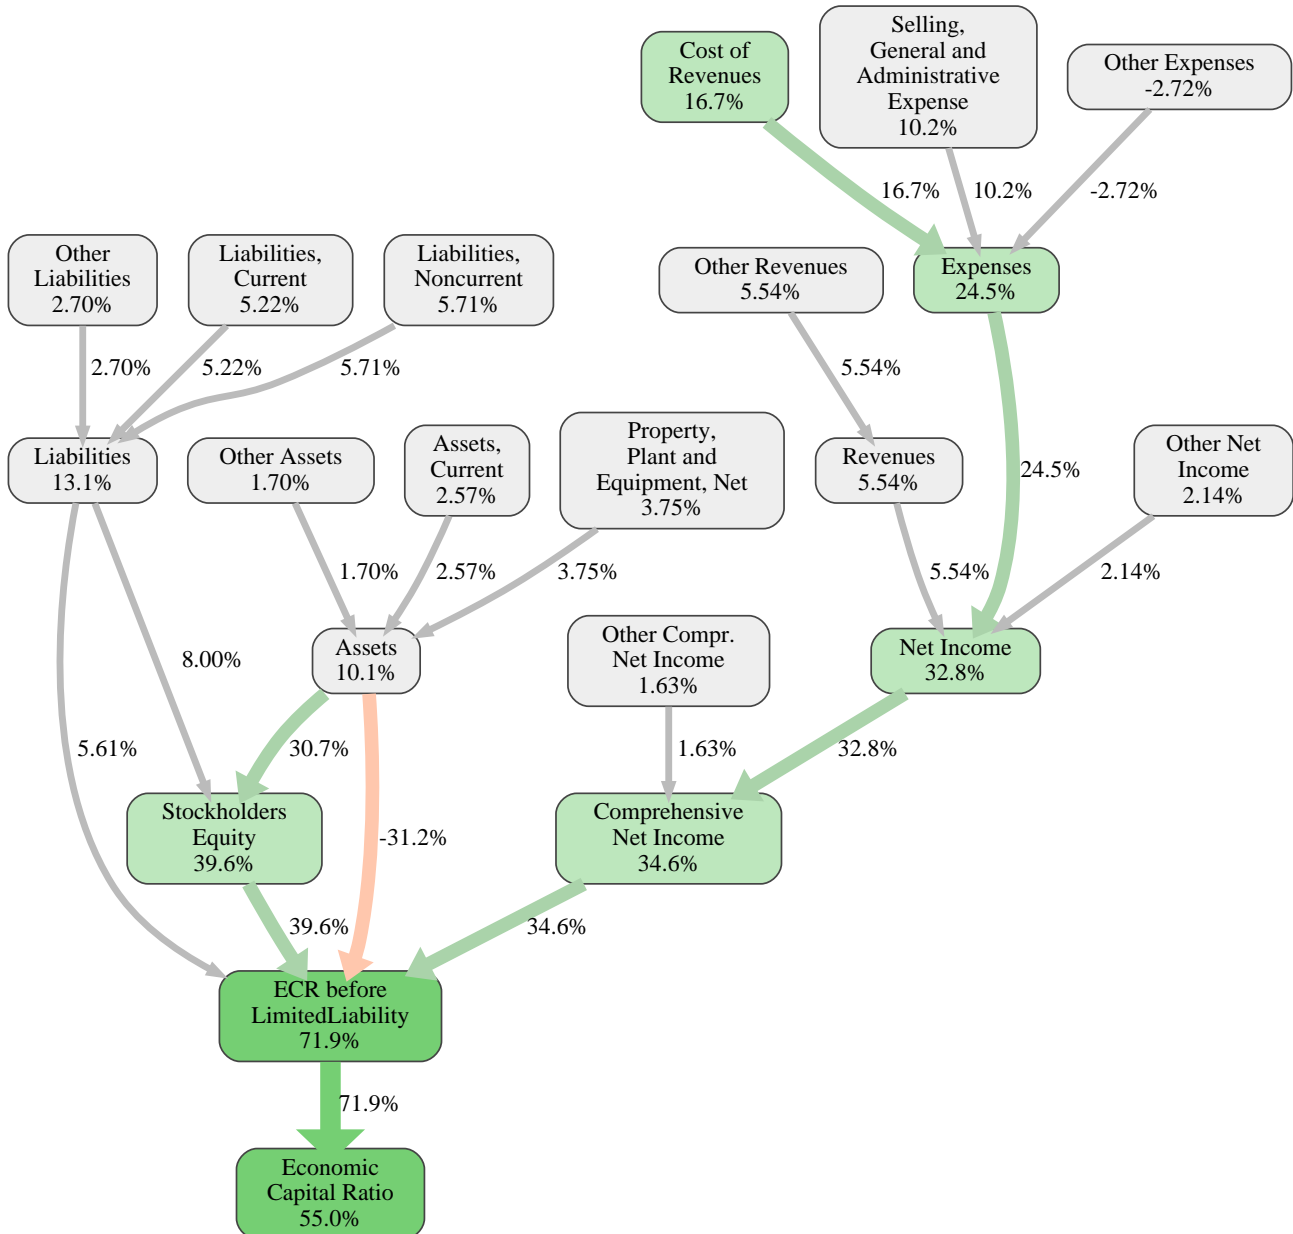 Cost of
Revenues
16.7%
Selling,
General and
Administrative
Expense
10.2%
Other Expenses
-2.72%
16.7%
10.2%
-2.72%
Other
Liabilities
2.70%
Liabilities,
Current
5.22%
Liabilities,
Noncurrent
5.71%
Other Revenues
5.54%
Expenses
24.5%
2.70%
5.22%
5.71%
5.54%
24.5%
Liabilities
13.1%
Other Assets
1.70%
Assets,
Current
2.57%
Property,
Plant and
Equipment, Net
3.75%
Revenues
5.54%
Other Net
Income
2.14%
1.70%
2.57%
3.75%
5.54%
2.14%
8.00%
Assets
10.1%
Other Compr.
Net Income
1.63%
Net Income
32.8%
5.61%
30.7%
-31.2%
1.63%
32.8%
Stockholders
Equity
39.6%
Comprehensive
Net Income
34.6%
39.6%
34.6%
ECR before
LimitedLiability
71.9%
71.9%
Economic
Capital Ratio
55.0%